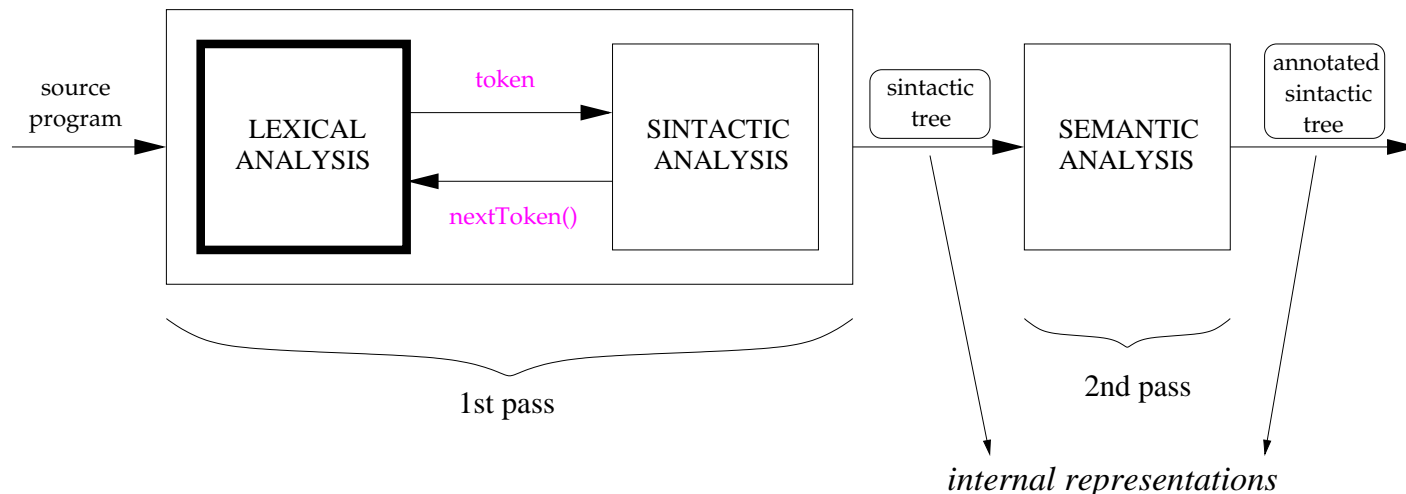 source
program
LEXICAL
ANALYSIS
token
nextToken()
SINTACTIC
ANALYSIS
sintactic
tree
SEMANTIC
ANALYSIS
annotated
sintactic
tree
1st pass
2nd pass
internal representations